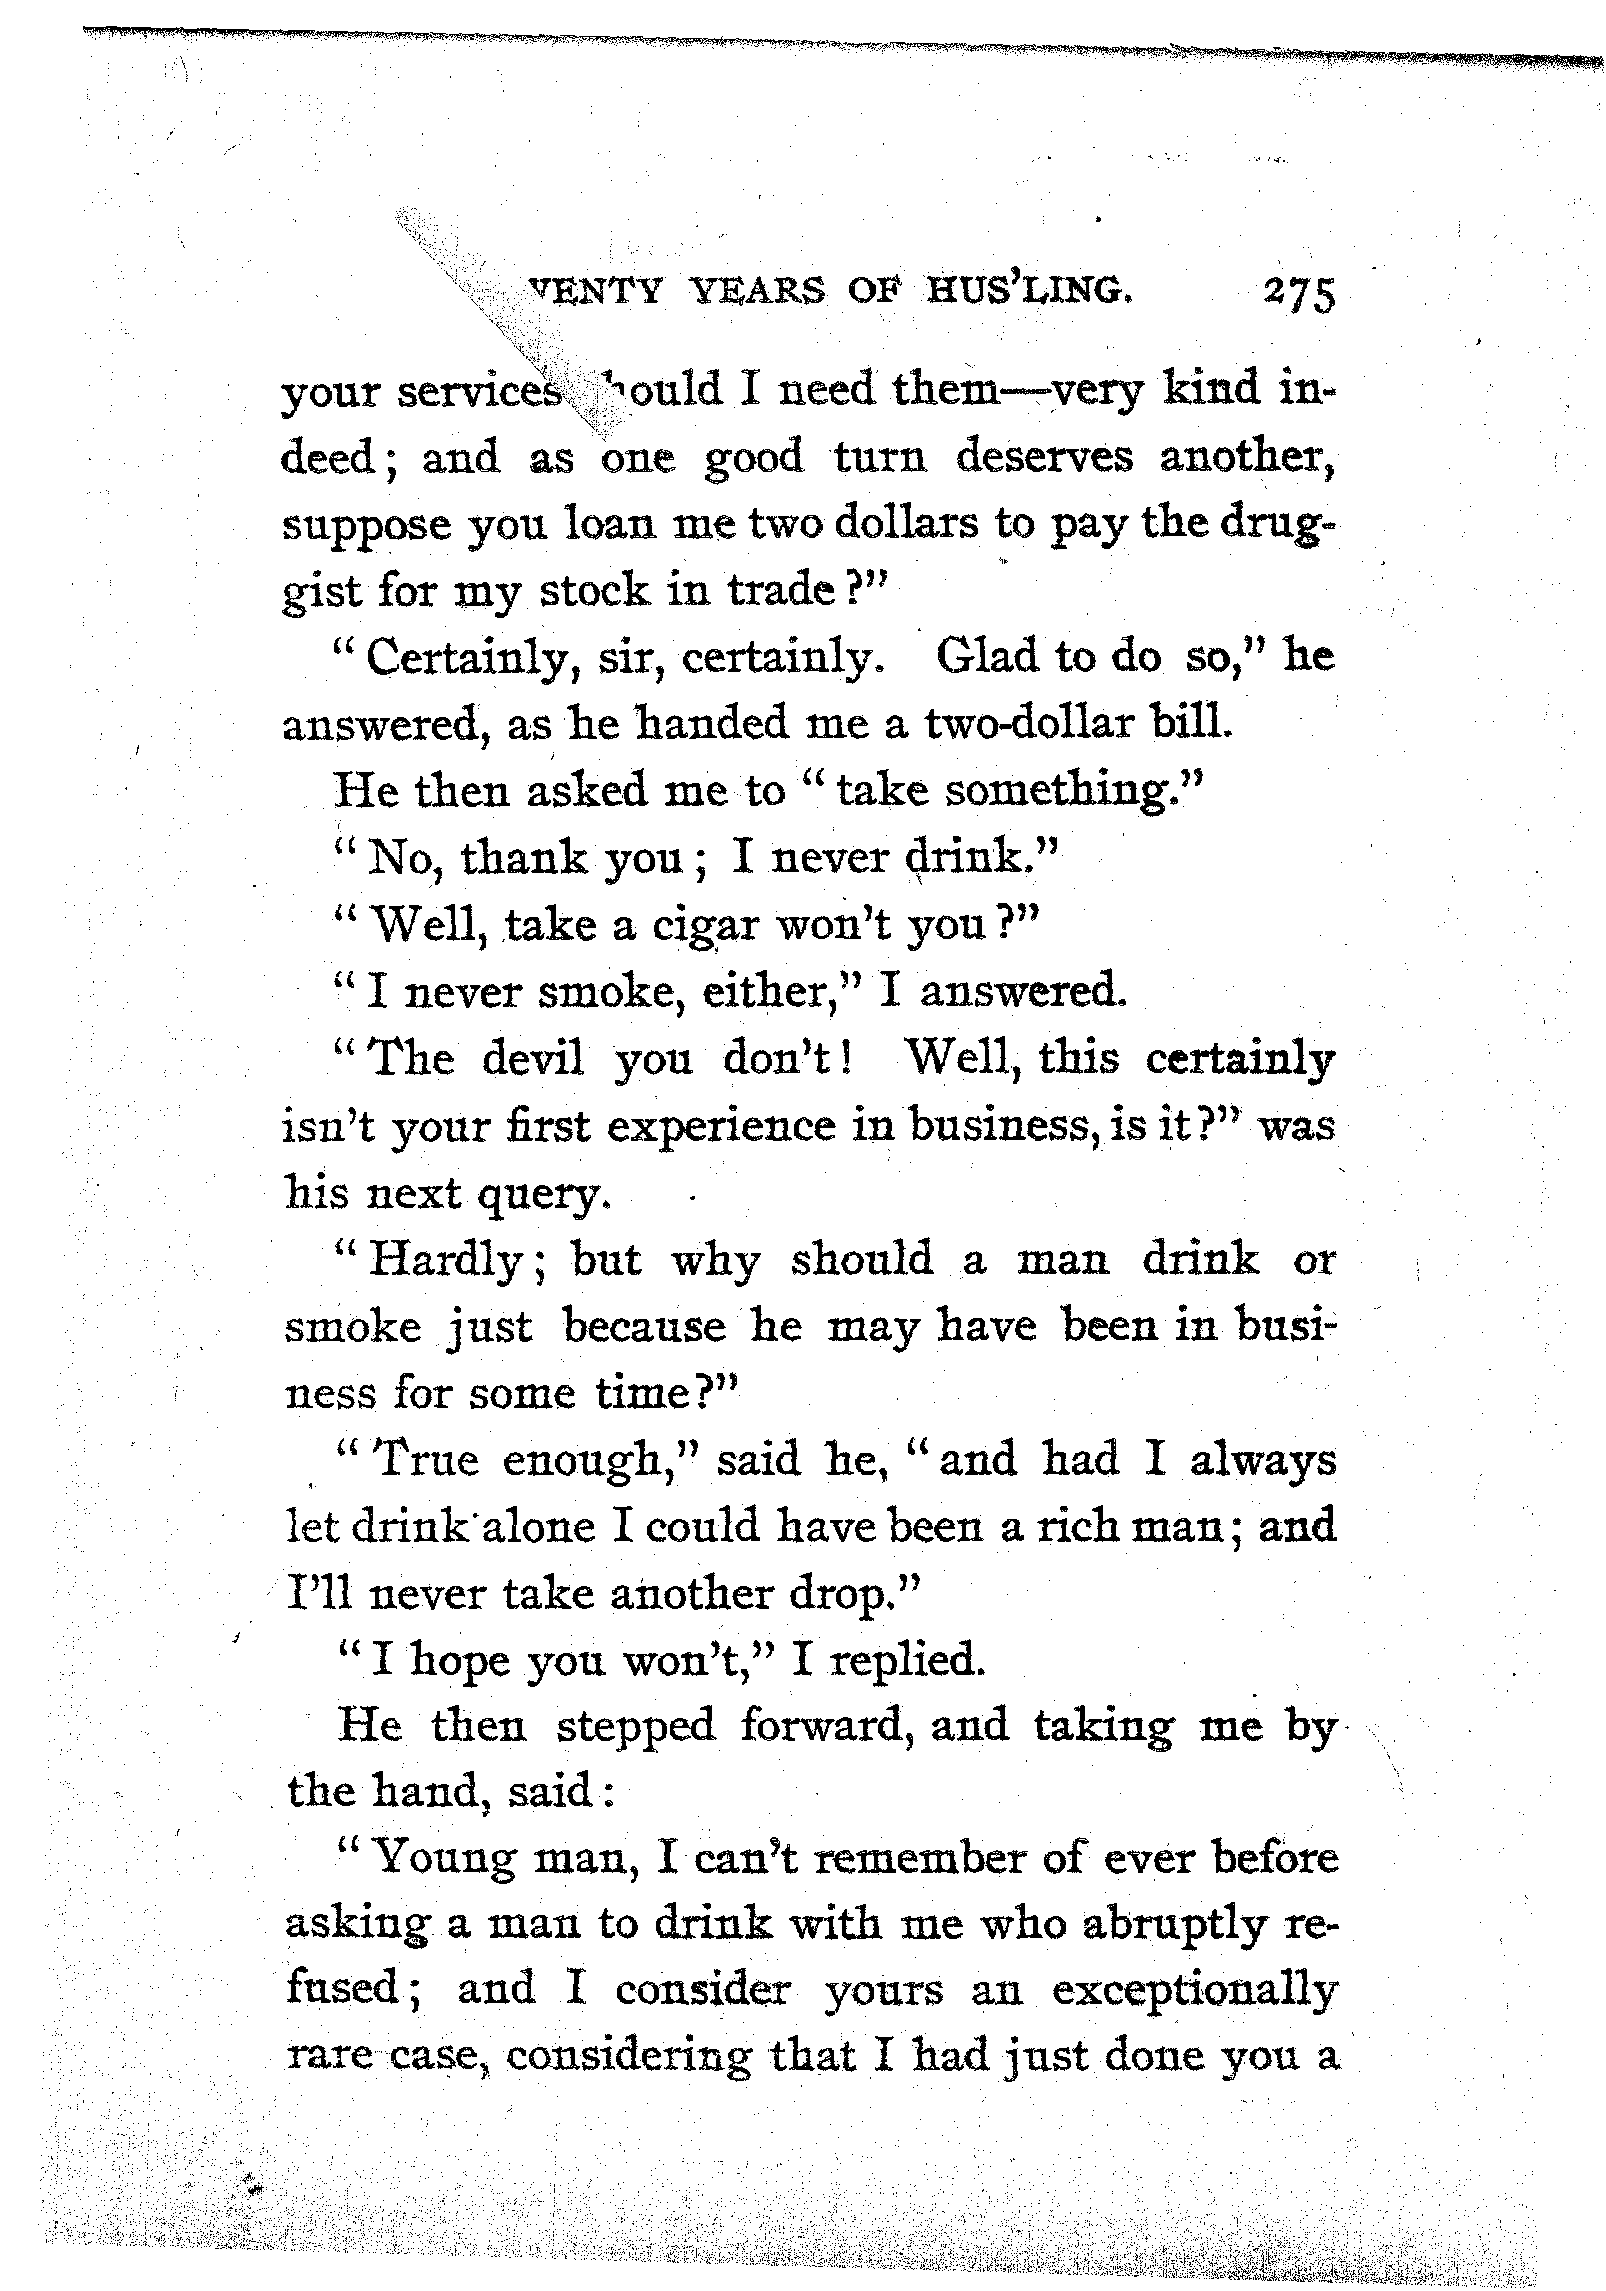 VENTY YEARS OF HUS'LING. 275
your services hould I need them—very kind in-
deed; and as one good turn deserves another,
suppose you loan me two dollars to pay the drug-
gist for my stock in trade?"
"Certainly, sir, certainly. Glad to do so," he
answered, as he handed me a two-dollar bill.
He then asked me to "take something."
"No, thank you; I never drink."
"Well, take a cigar won't you?"
"I never smoke, either," I answered.
"The devil you don't! Well, this certainly
isn't your first experience in business, is it?" was
his next query.
"Hardly; but why should a man drink or
smoke just because he may have been in busi-
ness for some time?"
"True enough," said he, "and had I always
let drink alone I could have been a rich man; and
I'll never take another drop."
"I hope you won't," I replied.
He then stepped forward, and taking me by
the hand, said:
"Young man, I can't remember of ever before
asking a man to drink with me who abruptly re-
fused; and I consider yours an exceptionally
rare case, considering that I had just done you a